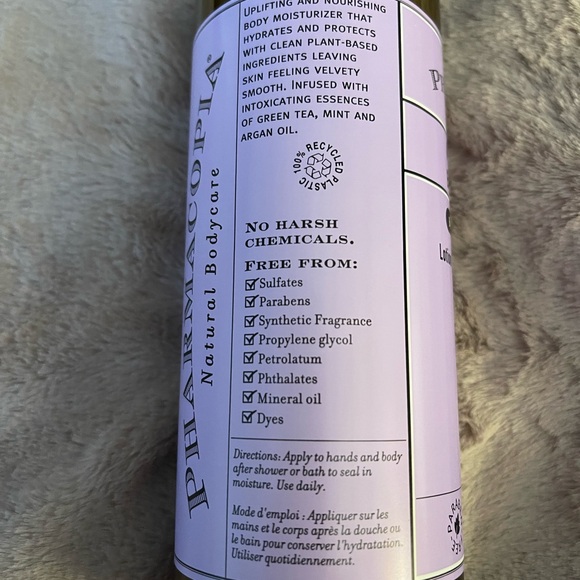 PHARMACOPIA®
Natural Bodycare
UPLIFTING AND NOURISHING
BODY MOISTURIZER THAT
HYDRATES AND PROTECTS
WITH CLEAN PLANT-BASED
INGREDIENTS LEAVING
SKIN FEELING VELVETY
SMOOTH. INFUSED WITH
INTOXICATING ESSENCES
OF GREEN TEA, MINT AND
ARGAN OIL.
100% RECYCLED PLASTIC
NO HARSH
CHEMICALS.
FREE FROM:
Sulfates
Parabens
Synthetic Fragrance
Propylene glycol
Petrolatum
Phthalates
Mineral oil
Dyes
Directions: Apply to hands and body
after shower or bath to seal in
moisture. Use daily.
Mode d'emploi : Appliquer sur les
mains et le corps après la douche ou
le bain pour conserver l'hydratation.
Utiliser quotidiennement.